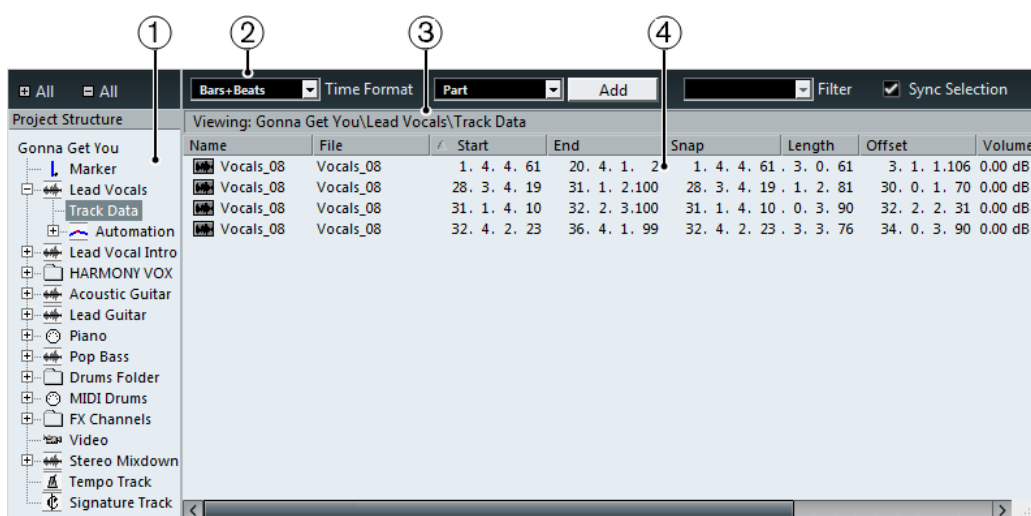 1 2 3 4
All All Bars+Beats Time Format Part Add Filter Sync Selection
Project Structure
Viewing: Gonna Get You\Lead Vocals\Track Data
Name File Start End Snap Length Offset Volume
Vocals_08 Vocals_08 1. 4. 4. 61 20. 4. 1. 2 1. 4. 4. 61 . 3. 0. 61 3. 1. 1.106 0.00 dB
Vocals_08 Vocals_08 28. 3. 4. 19 31. 1. 2.100 28. 3. 4. 19 . 1. 2. 81 30. 0. 1. 70 0.00 dB
Vocals_08 Vocals_08 31. 1. 4. 10 32. 2. 3.100 31. 1. 4. 10 . 0. 3. 90 32. 2. 2. 31 0.00 dB
Vocals_08 Vocals_08 32. 4. 2. 23 36. 4. 1. 99 32. 4. 2. 23 . 3. 3. 76 34. 0. 3. 90 0.00 dB
Gonna Get You
Marker
Lead Vocals
Track Data
Automation
Lead Vocal Intro
HARMONY VOX
Acoustic Guitar
Lead Guitar
Piano
Pop Bass
Drums Folder
MIDI Drums
FX Channels
Video
Stereo Mixdown
Tempo Track
Signature Track